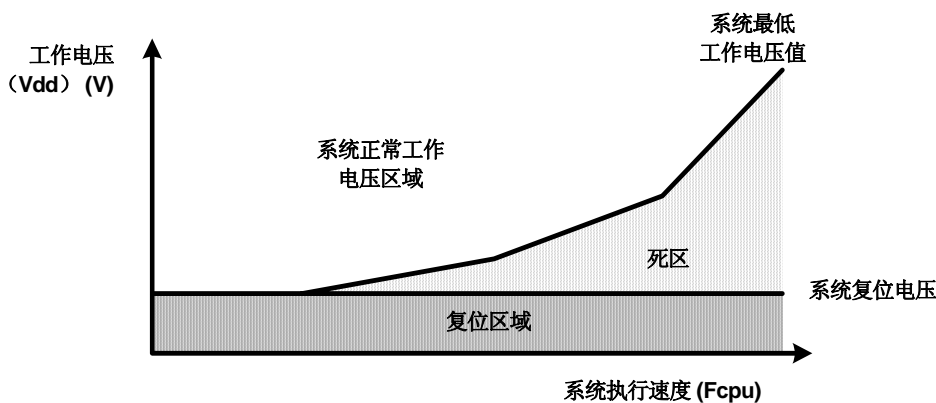 系统最低
工作电压值
工作电压
（Vdd） (V)
系统正常工作
电压区域
死区
系统复位电压
复位区域
系统执行速度 (Fcpu)